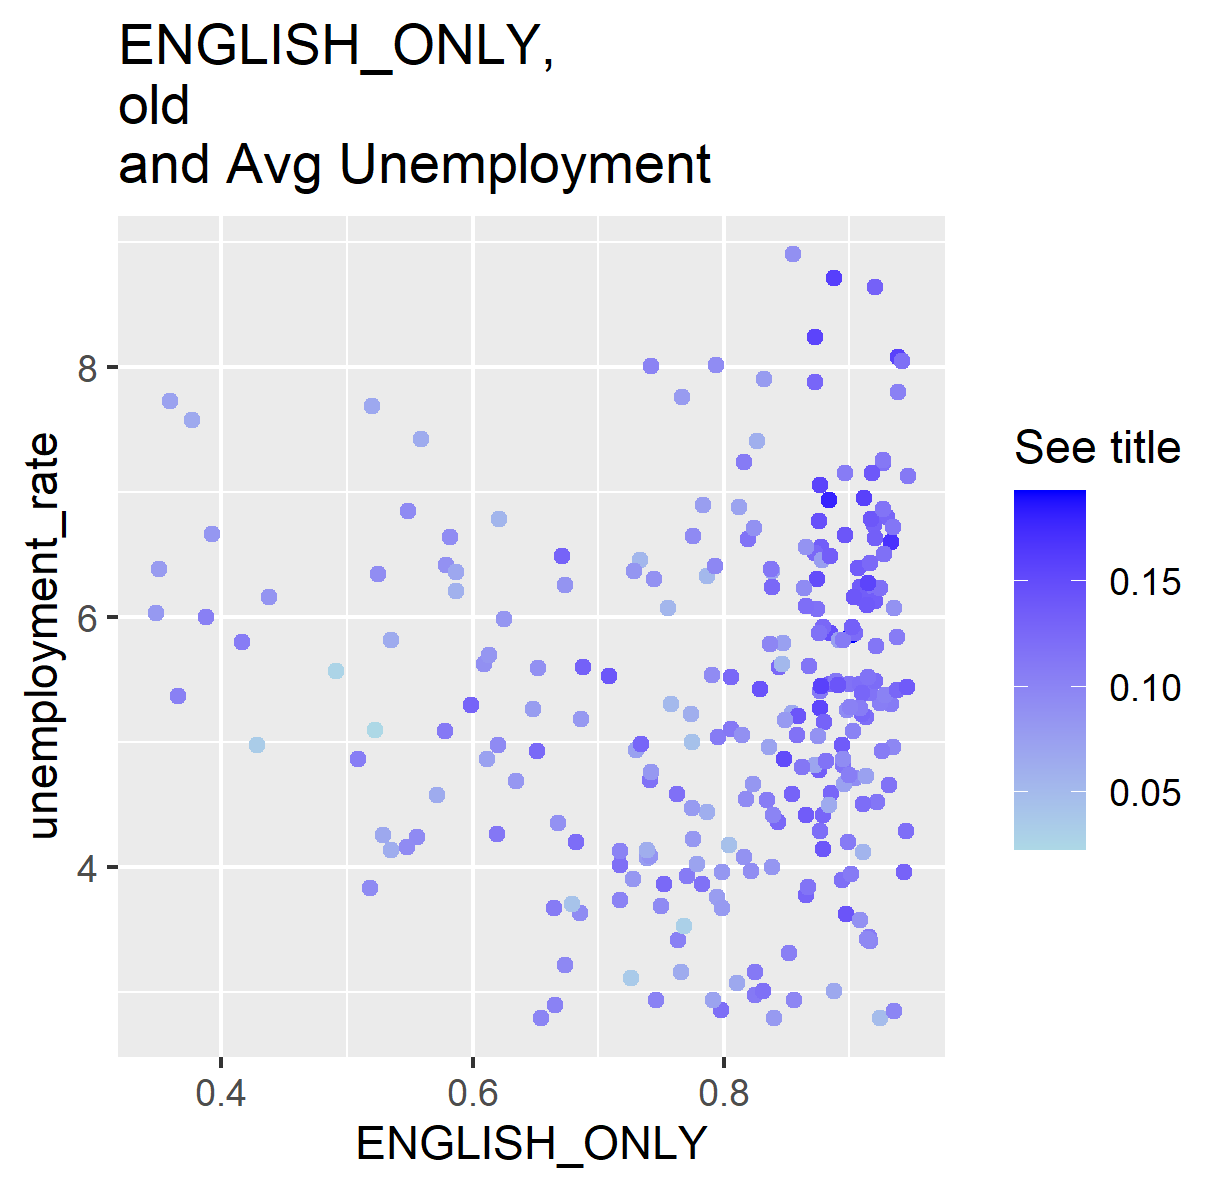 ENGLISH_ONLY,
old
and Avg Unemployment
unemployment_rate
8
6
4
0.4
0.6
0.8
ENGLISH_ONLY
See title
0.15
0.10
0.05